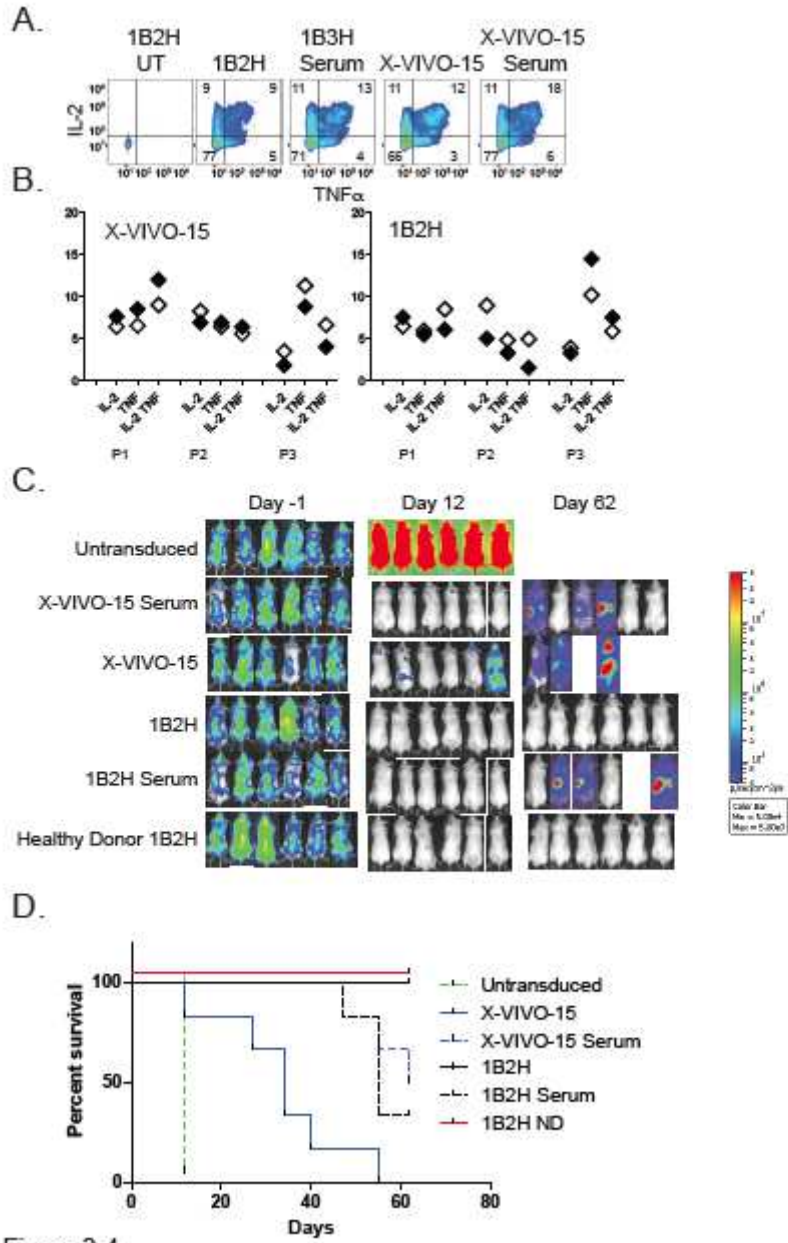 A.
1B2H UT
1B2H
1B3H Serum
X-VIVO-15
X-VIVO-15 Serum
IL-2
9 9
77 5
11 13
71 4
11 12
66 3
11 18
77 6
TNFα
B.
X-VIVO-15
20
15
10
5
0
IL-2 TNF IL-2 TNF IL-2 TNF IL-2 TNF IL-2 TNF IL-2 TNF
P1 P2 P3
1B2H
20
15
10
5
0
IL-2 TNF IL-2 TNF IL-2 TNF IL-2 TNF IL-2 TNF IL-2 TNF
P1 P2 P3
C.
Day -1 Day 12 Day 62
Untransduced
X-VIVO-15 Serum
X-VIVO-15
1B2H
1B2H Serum
Healthy Donor 1B2H
Color Bar
D.
Percent survival
100
50
0
0 20 40 60 80
Days
Untransduced
X-VIVO-15
X-VIVO-15 Serum
1B2H
1B2H Serum
1B2H ND